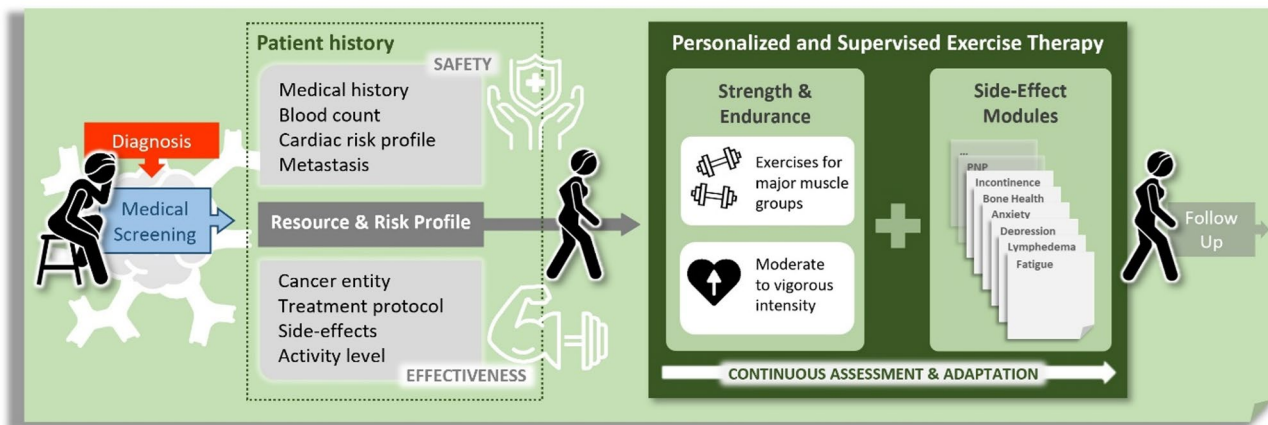 Diagnosis
Medical
Screening
Patient history
SAFETY
Medical history
Blood count
Cardiac risk profile
Metastasis
Resource & Risk Profile
Cancer entity
Treatment protocol
Side-effects
Activity level
EFFECTIVENESS
Personalized and Supervised Exercise Therapy
Strength &
Endurance
Exercises for
major muscle
groups
Moderate
to vigorous
intensity
Side-Effect
Modules
...
PNP
Incontinence
Bone Health
Anxiety
Depression
Lymphedema
Fatigue
CONTINUOUS ASSESSMENT & ADAPTATION
Follow
Up